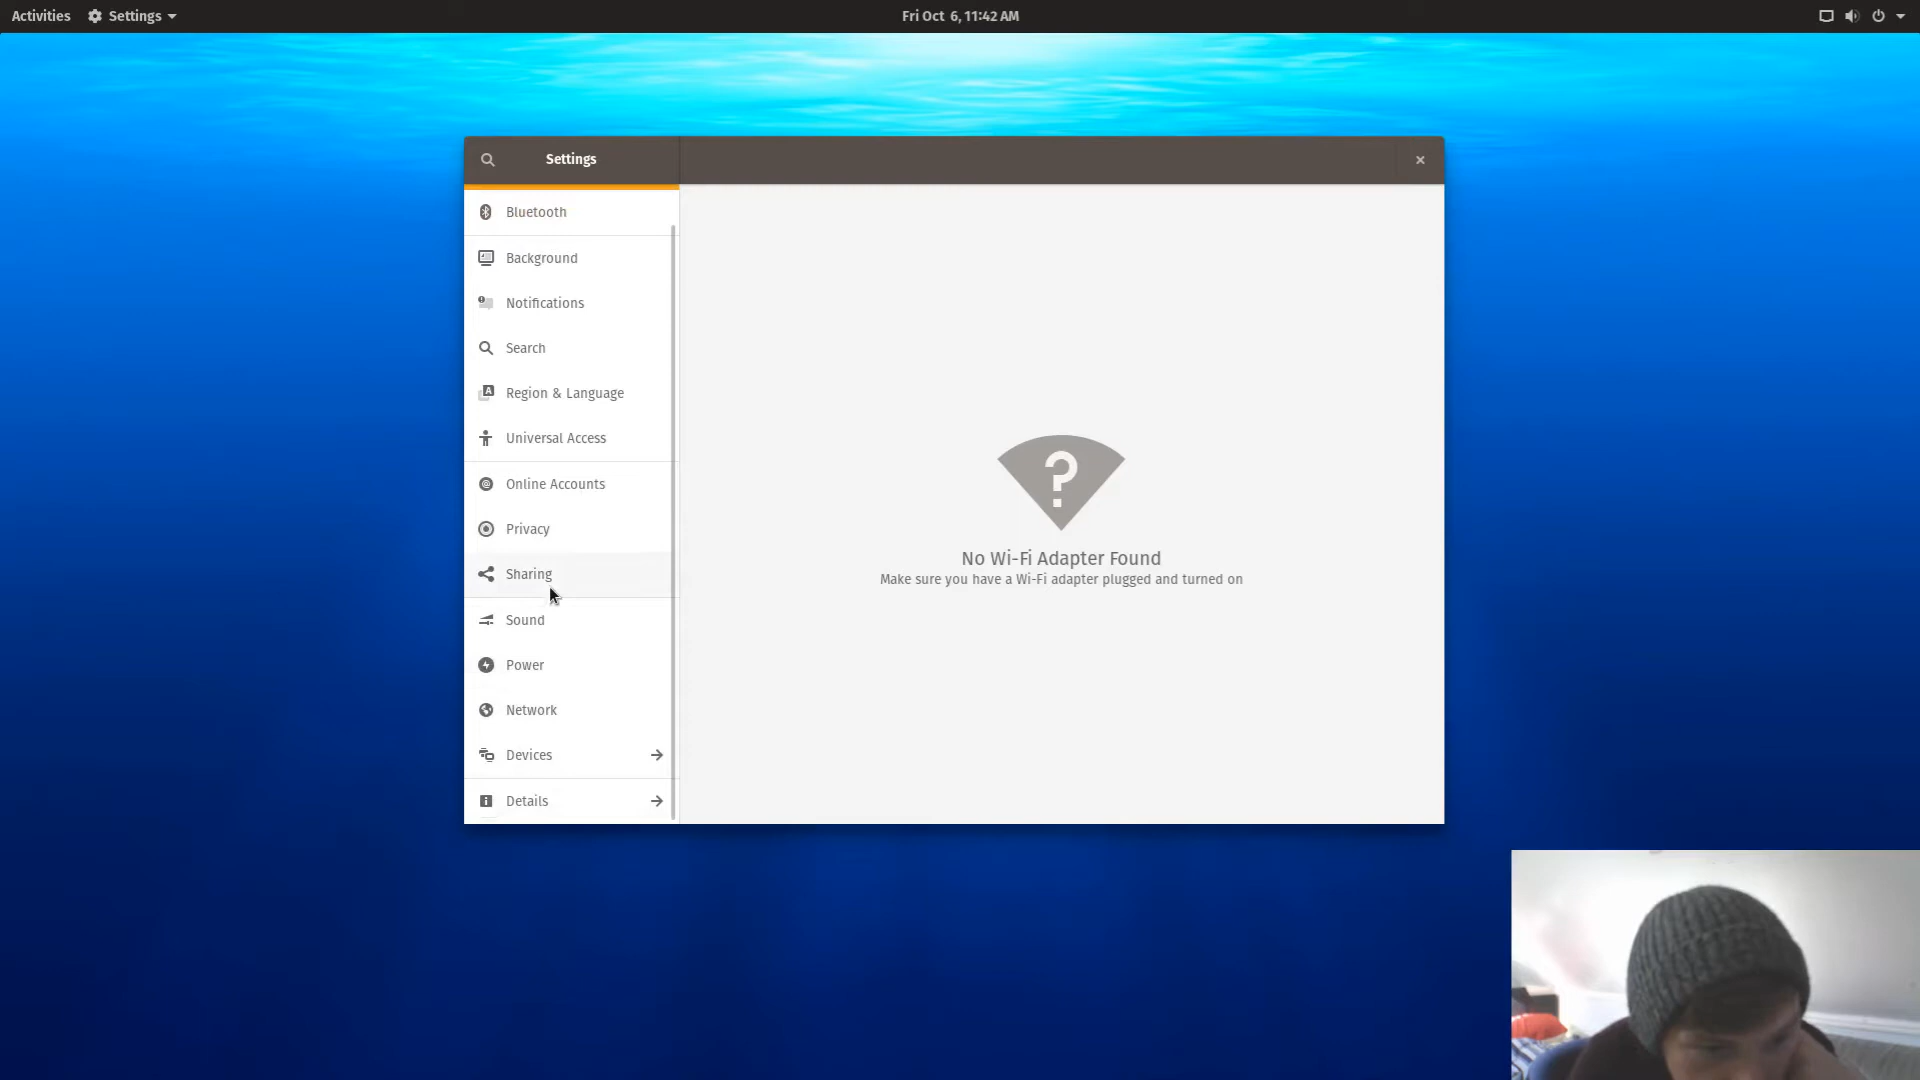 Activities
Settings
Fri Oct 6, 11:42 AM
Settings
Bluetooth
Background
Notifications
Search
Region & Language
Universal Access
Online Accounts
Privacy
Sharing
Sound
Power
Network
Devices
Details
No Wi-Fi Adapter Found
Make sure you have a Wi-Fi adapter plugged and turned on